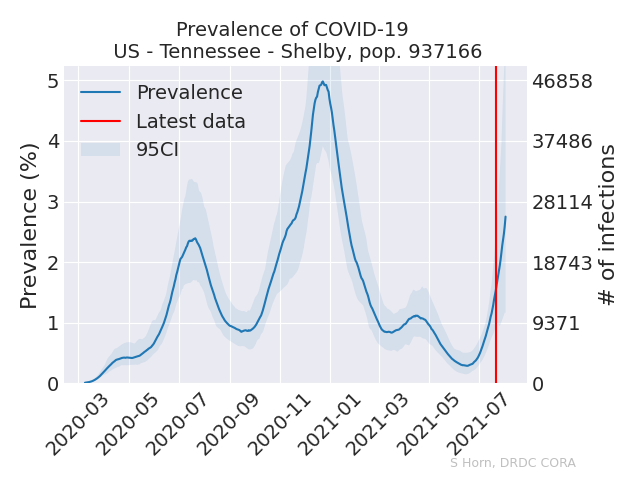 Prevalence of COVID-19
US - Tennessee - Shelby, pop. 937166
Prevalence
Latest data
95CI
Prevalence (%)
5
4
3
2
1
0
46858
37486
28114
18743
9371
0
# of infections
2020-03
2020-05
2020-07
2020-09
2020-11
2021-01
2021-03
2021-05
2021-07
S Horn, DRDC CORA